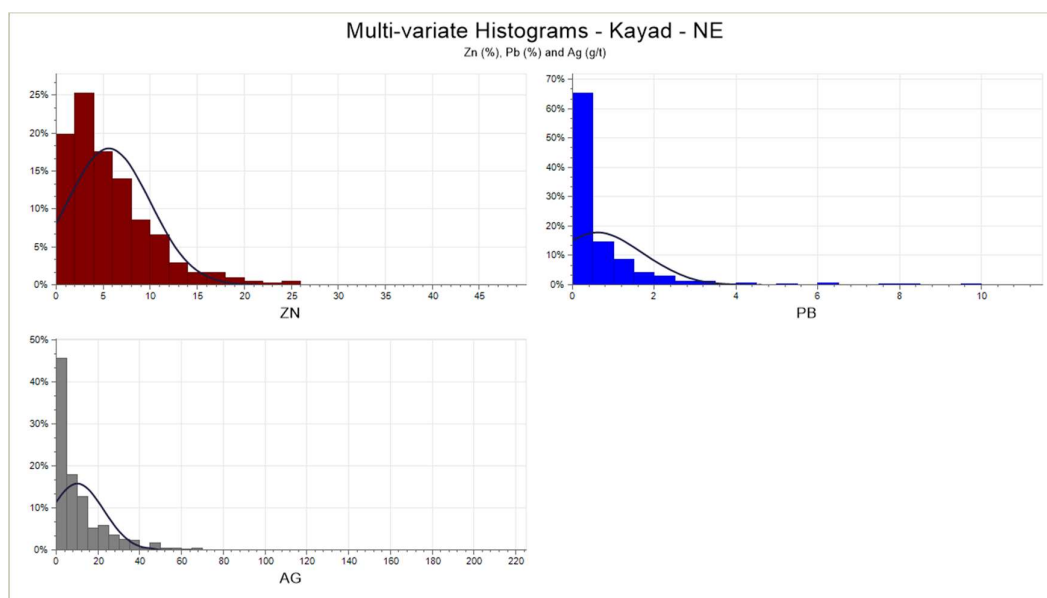 Multi-variate Histograms - Kayad - NE
Zn (%), Pb (%) and Ag (g/t)
25%
20%
15%
10%
5%
0%
0 5 10 15 20 25 30 35 40 45
ZN
70%
60%
50%
40%
30%
20%
10%
0%
0 2 4 6 8 10
PB
50%
40%
30%
20%
10%
0%
0 20 40 60 80 100 120 140 160 180 200 220
AG